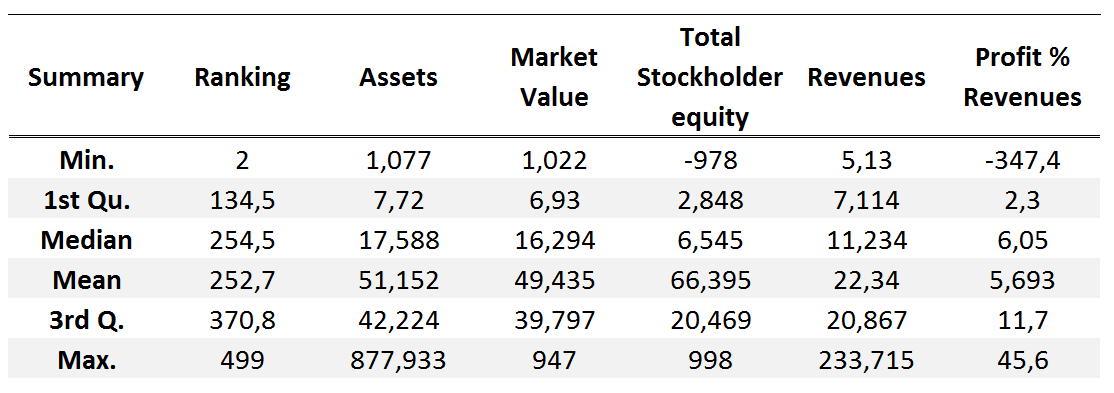 Summary Ranking Assets Market Value Total Stockholder equity Revenues Profit % Revenues
Min. 2 1,077 1,022 -978 5,13 -347,4
1st Qu. 134,5 7,72 6,93 2,848 7,114 2,3
Median 254,5 17,588 16,294 6,545 11,234 6,05
Mean 252,7 51,152 49,435 66,395 22,34 5,693
3rd Q. 370,8 42,224 39,797 20,469 20,867 11,7
Max. 499 877,933 947 998 233,715 45,6